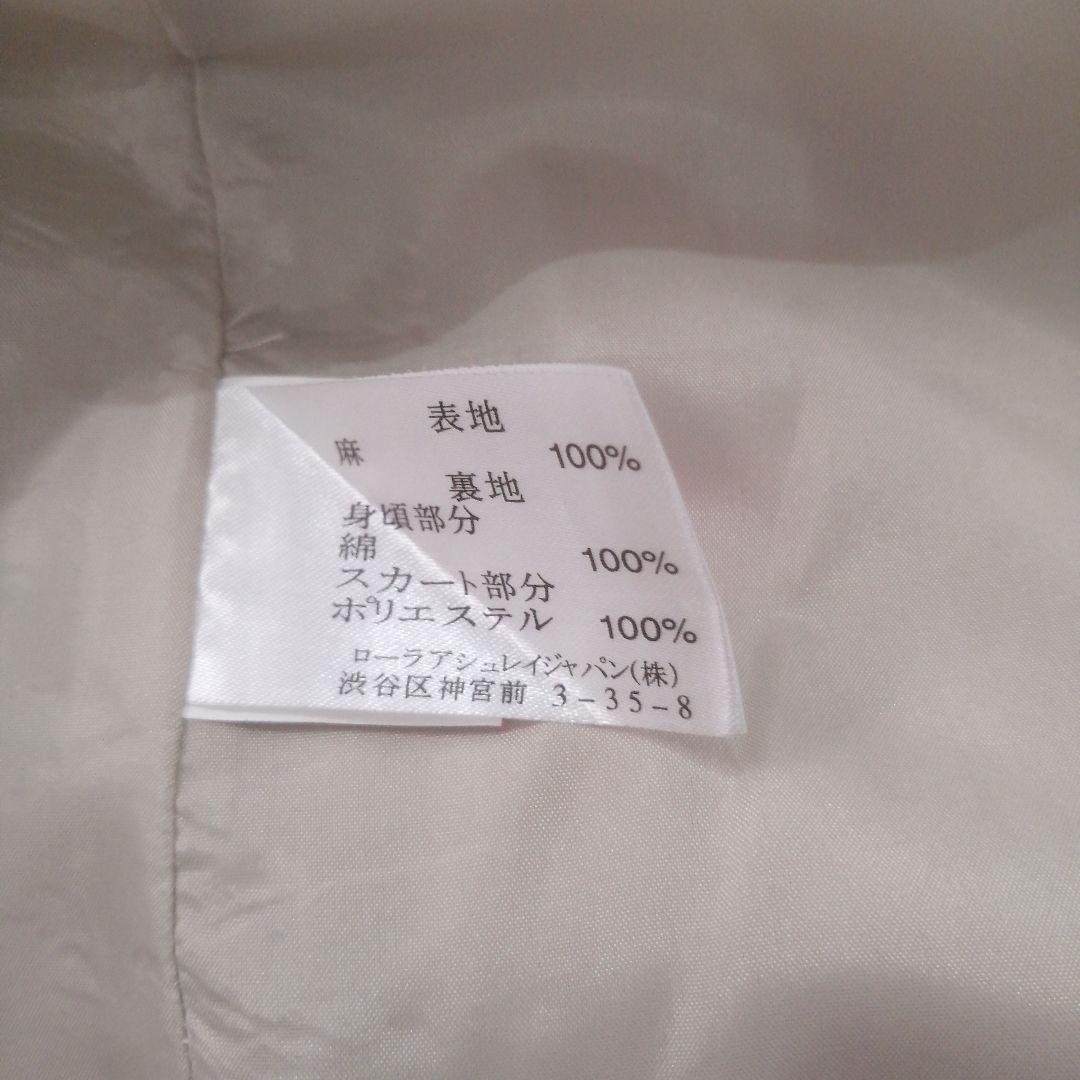 表地
麻 100%
裏地
身頃部分
綿 100%
スカート部分
ポリエステル 100%
ローラアシュレイジャパン(株)
渋谷区神宮前 3-35-8